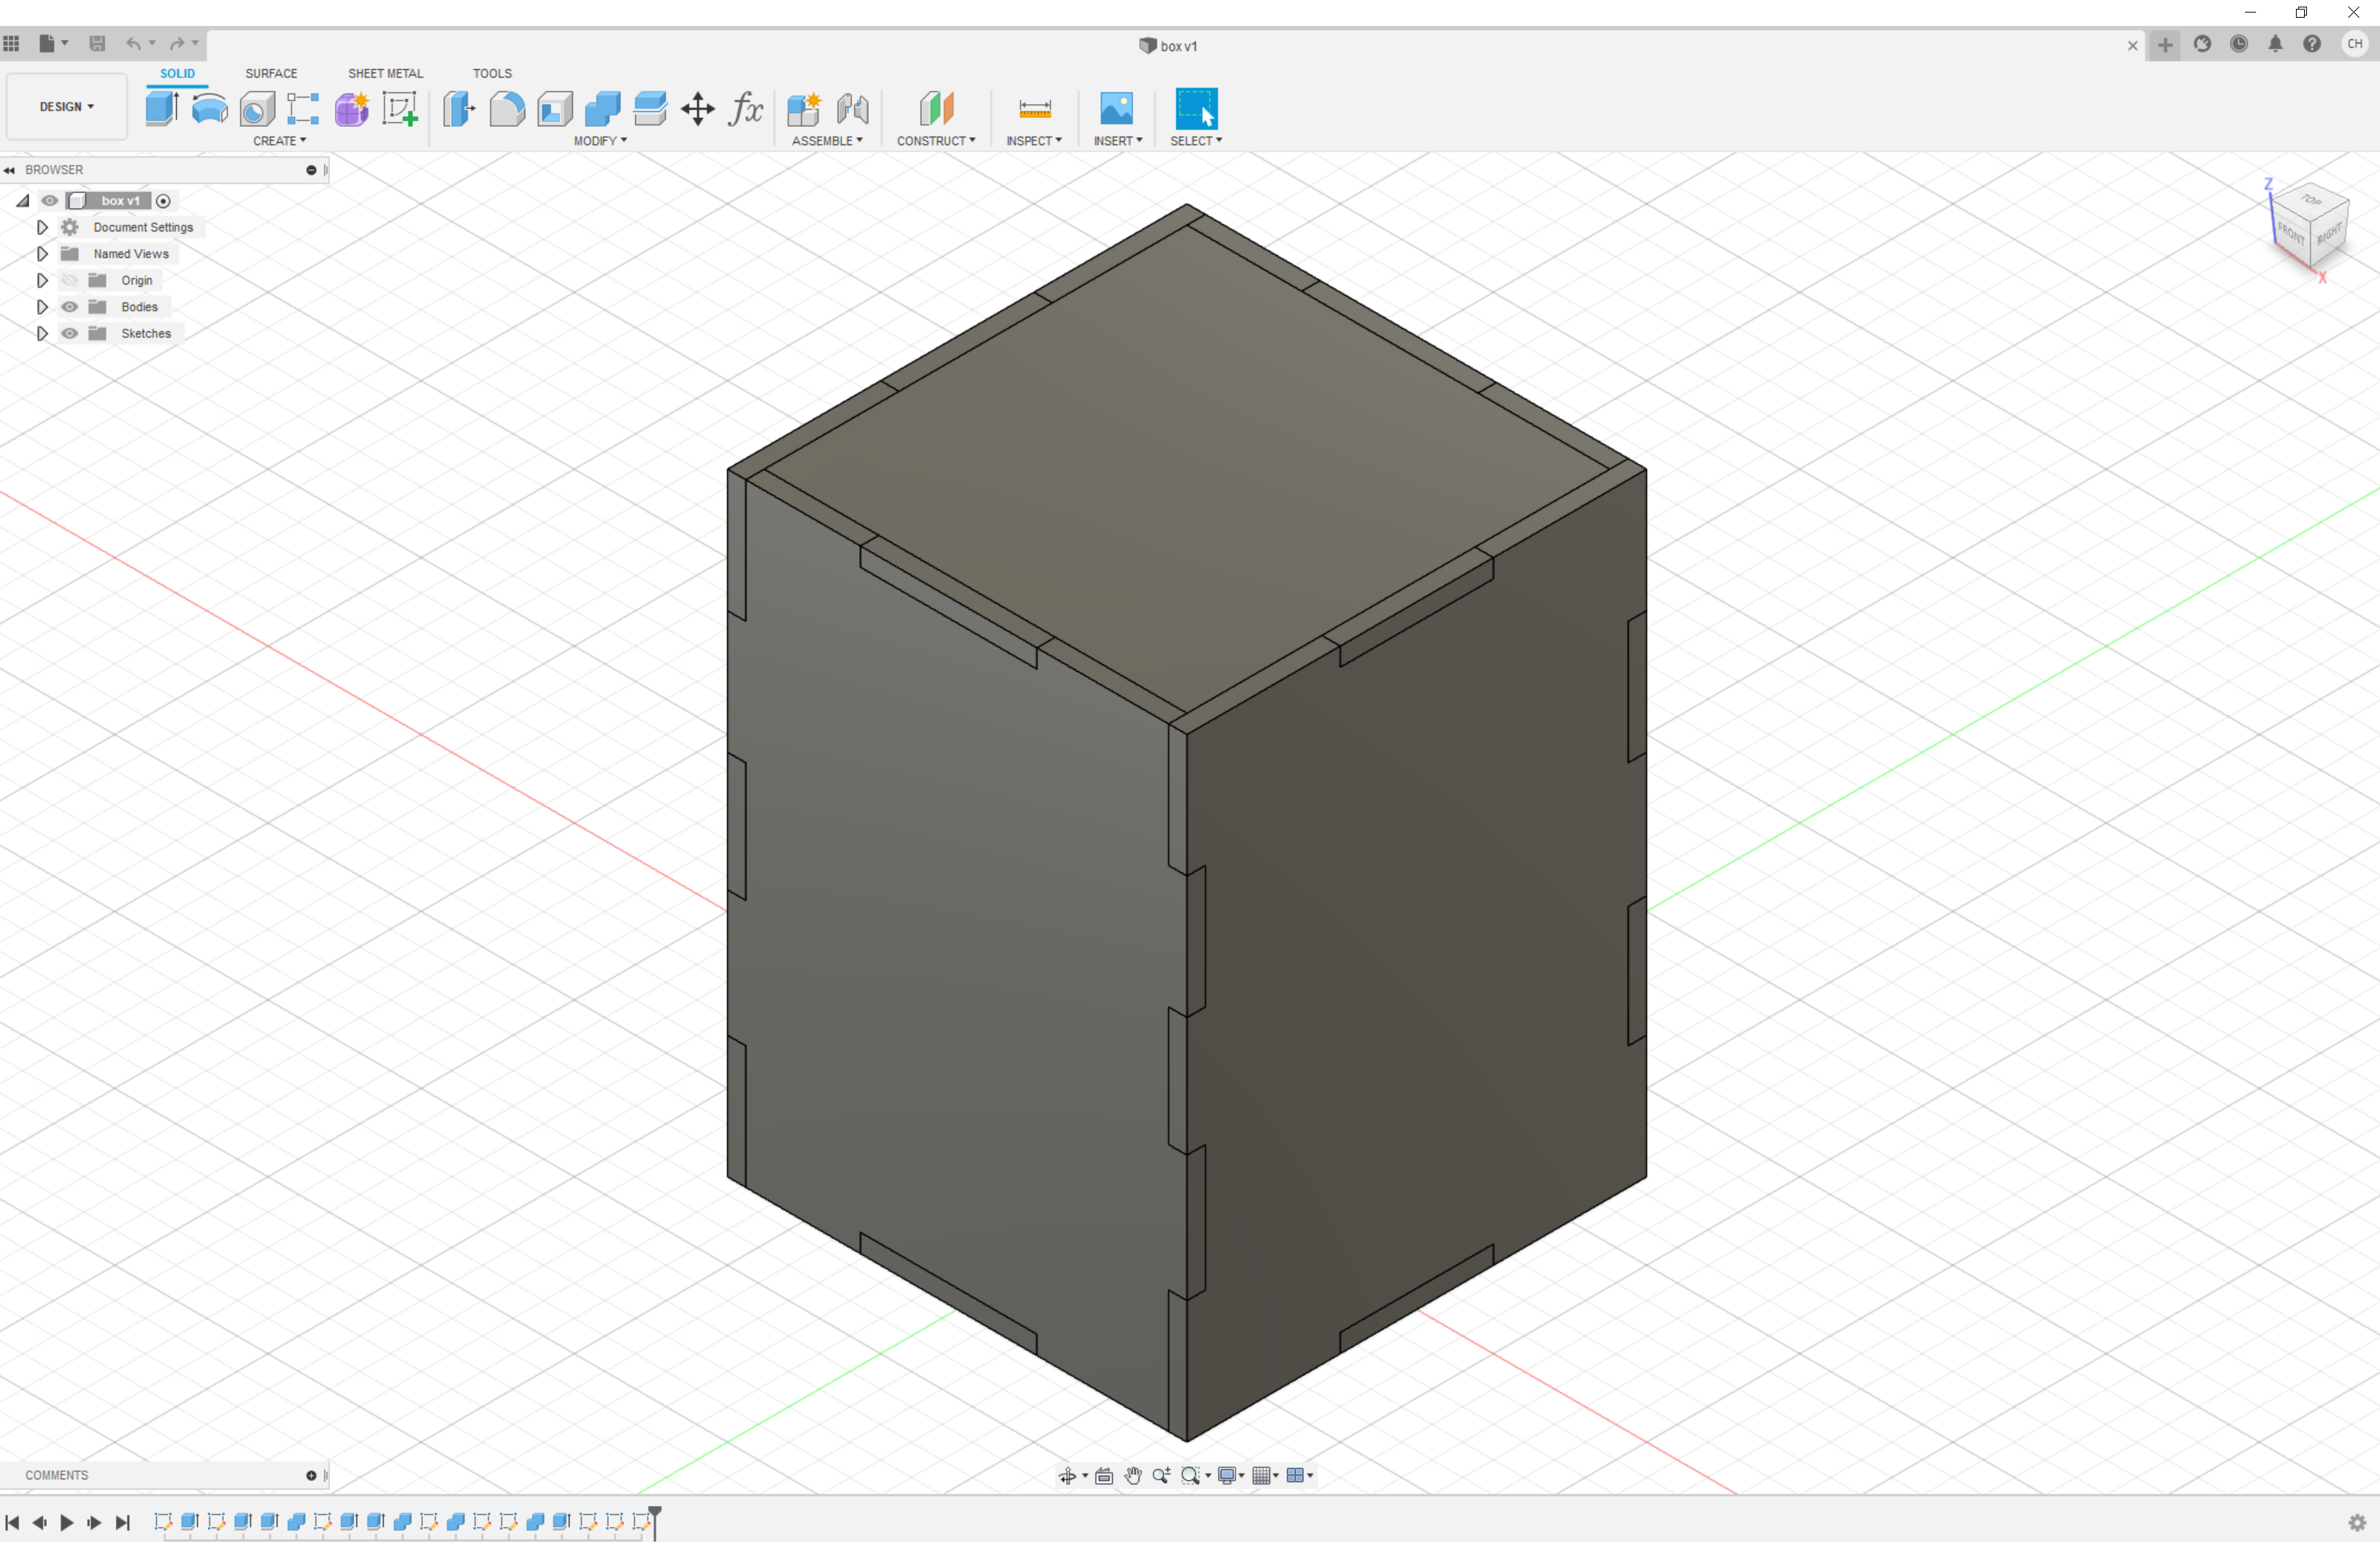 box v1
CH
SOLID
SURFACE
SHEET METAL
TOOLS
DESIGN
fx
CREATE
MODIFY
ASSEMBLE
CONSTRUCT
INSPECT
INSERT
SELECT
BROWSER
box v1
Document Settings
Named Views
Origin
Bodies
Sketches
Z
TOP
FRONT
RIGHT
X
COMMENTS